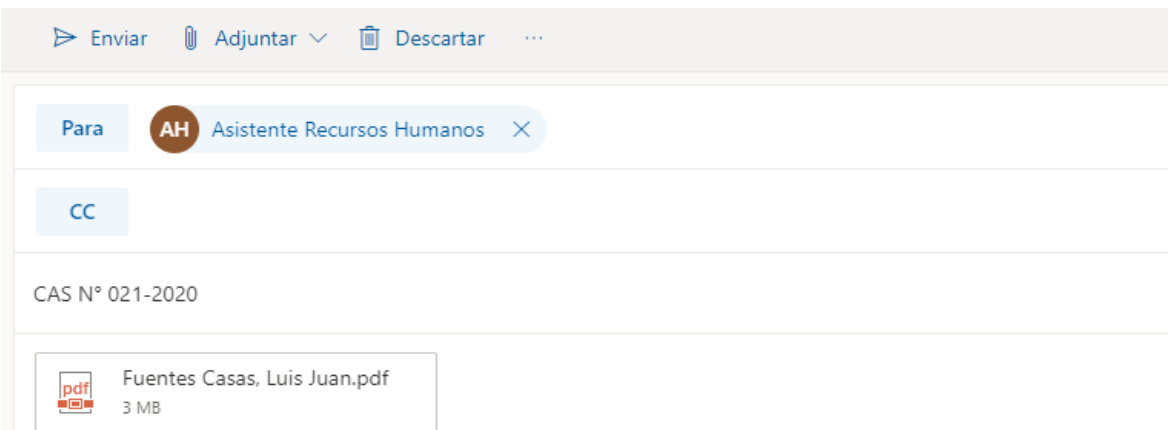 Enviar Adjuntar Descartar ...
Para AH Asistente Recursos Humanos
CC
CAS N° 021-2020
pdf Fuentes Casas, Luis Juan.pdf
3 MB